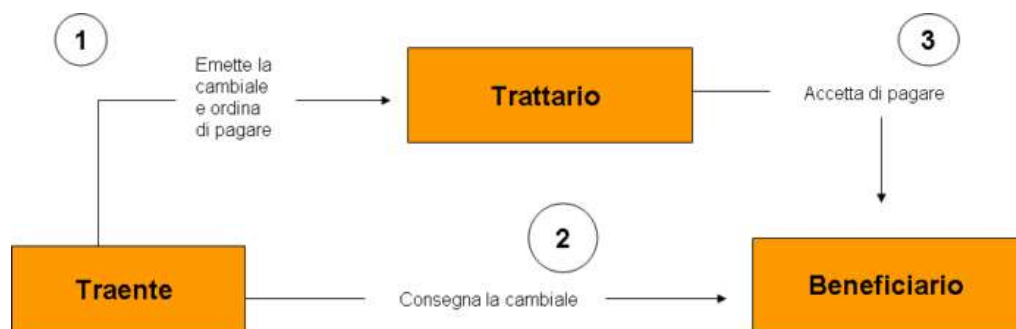 1
3
Emette la
cambiale
e ordina
di pagare
Trattario
Accetta di pagare
2
Traente
Consegna la cambiale
Beneficiario